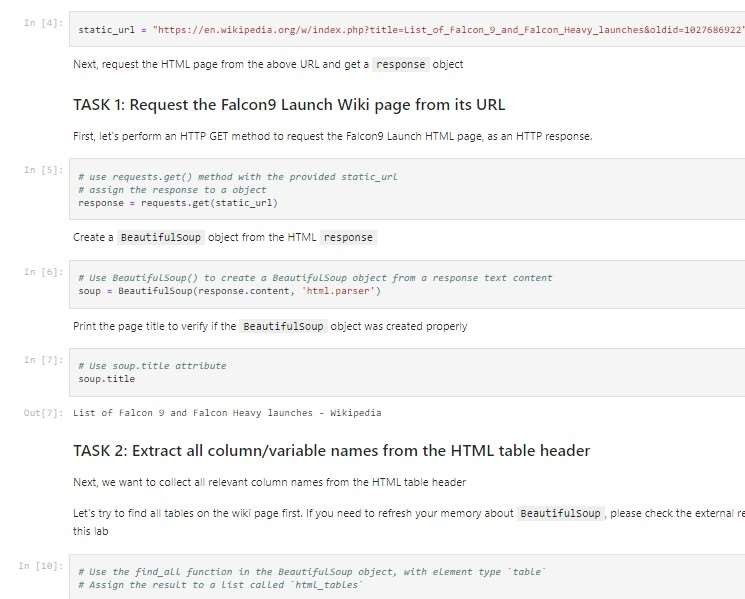 In [4]:
static_url = "https://en.wikipedia.org/w/index.php?title=List_of_Falcon_9_and_Falcon_Heavy_launches&oldid=1027686922"
Next, request the HTML page from the above URL and get a response object
TASK 1: Request the Falcon9 Launch Wiki page from its URL
First, let's perform an HTTP GET method to request the Falcon9 Launch HTML page, as an HTTP response.
In [5]:
# use requests.get() method with the provided static_url
# assign the response to a object
response = requests.get(static_url)
Create a BeautifulSoup object from the HTML response
In [6]:
# Use BeautifulSoup() to create a BeautifulSoup object from a response text content
soup = BeautifulSoup(response.content, 'html.parser')
Print the page title to verify if the BeautifulSoup object was created properly
In [7]:
# Use soup.title attribute
soup.title
Out[7]: List of Falcon 9 and Falcon Heavy launches - Wikipedia
TASK 2: Extract all column/variable names from the HTML table header
Next, we want to collect all relevant column names from the HTML table header
Let's try to find all tables on the wiki page first. If you need to refresh your memory about BeautifulSoup, please check the external re
this lab
In [10]:
# Use the find_all function in the BeautifulSoup object, with element type `table`
# Assign the result to a list called `html_tables`